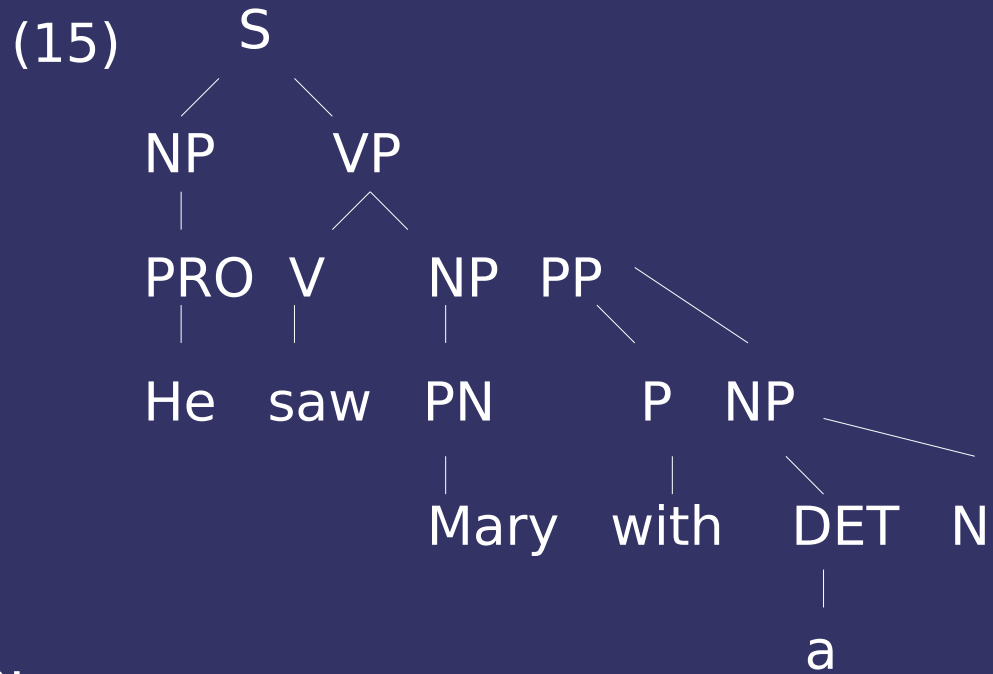 (15) S
NP VP
PRO V NP PP
He saw PN P NP
Mary with DET N
a